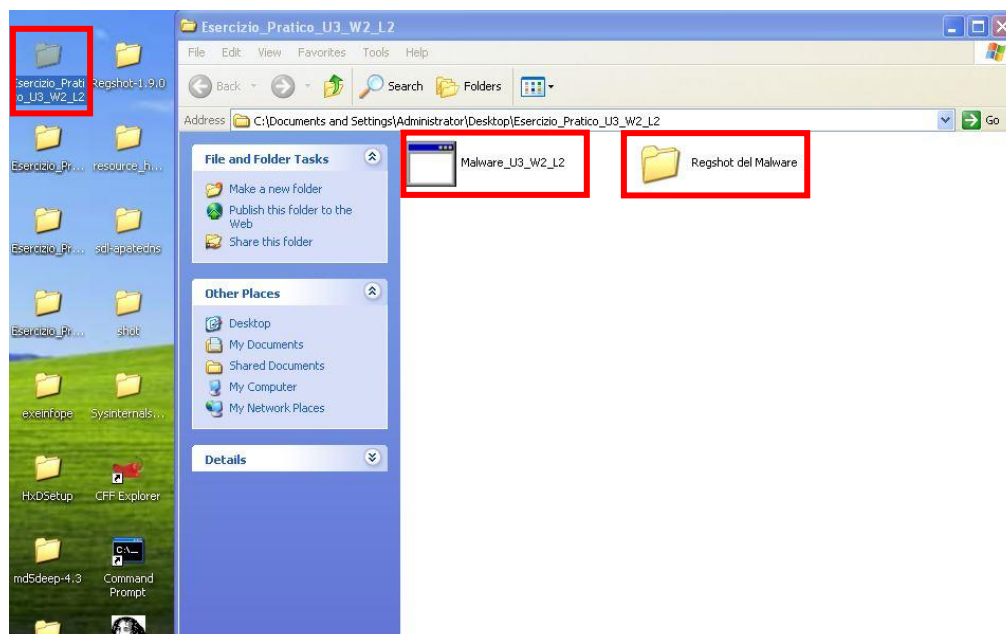 Esercizio_Pratico_U3_W2_L2
File Edit View Favorites Tools Help
Back Search Folders
Address C:\Documents and Settings\Administrator\Desktop\Esercizio_Pratico_U3_W2_L2 Go
File and Folder Tasks
Make a new folder
Publish this folder to the
Web
Share this folder
Other Places
Desktop
My Documents
Shared Documents
My Computer
My Network Places
Details
Malware_U3_W2_L2
Regshot del Malware
Esercizio_Prati
co_U3_W2_L2
Regshot-1.9.0
Esercizio_Pr...
resource_h...
Esercizio_Pr...
sdl-apatedns
Esercizio_Pr...
shot
exeinfope
Sysinternals...
HxDSetup
CFF Explorer
md5deep-4.3
C:\_
Command
Prompt